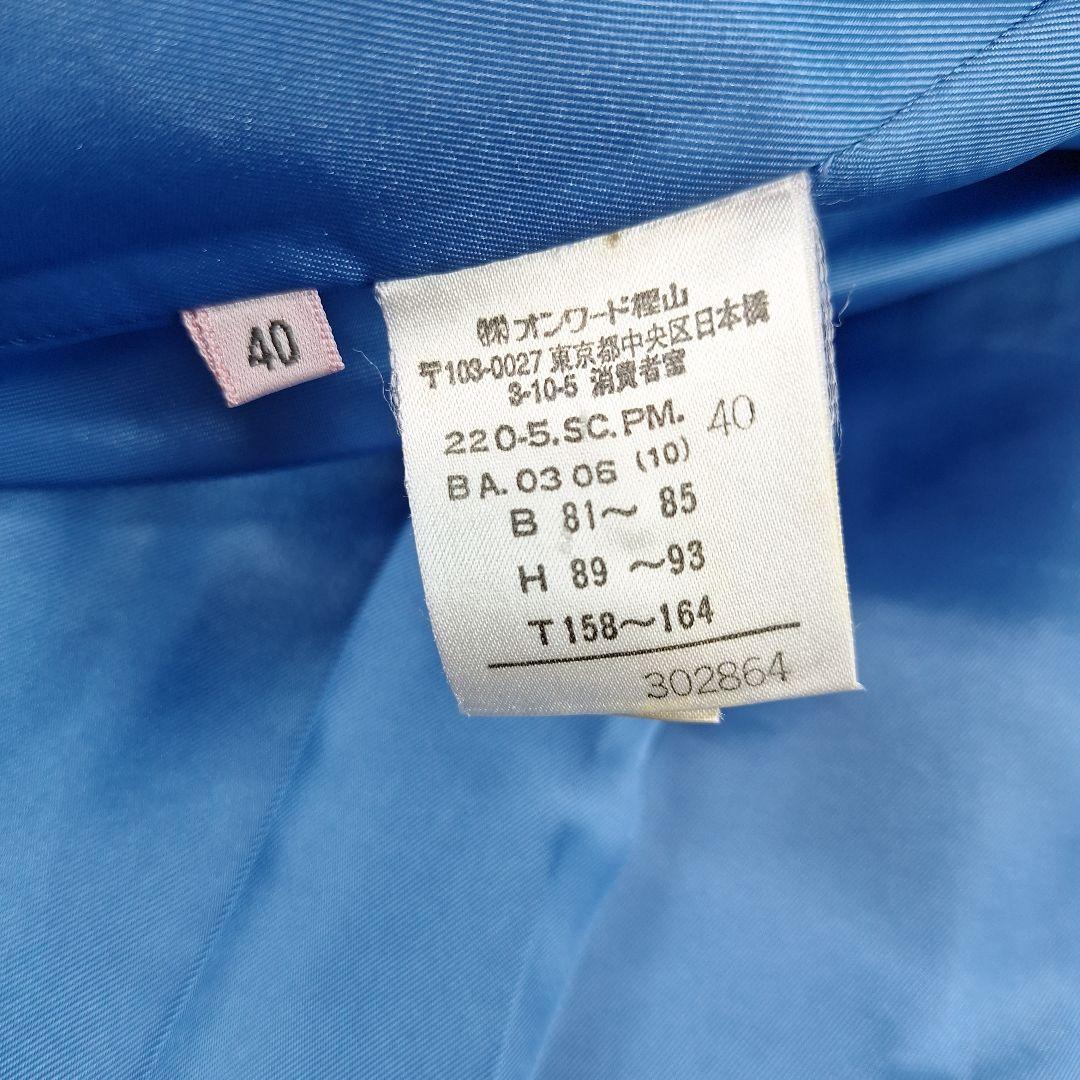 40
㈱オンワード樫山
〒103-0027 東京都中央区日本橋
3-10-5 消費者室
220-5.SC.PM. 40
BA.0306 (10)
B 81～ 85
H 89 ～93
T158～164
302864